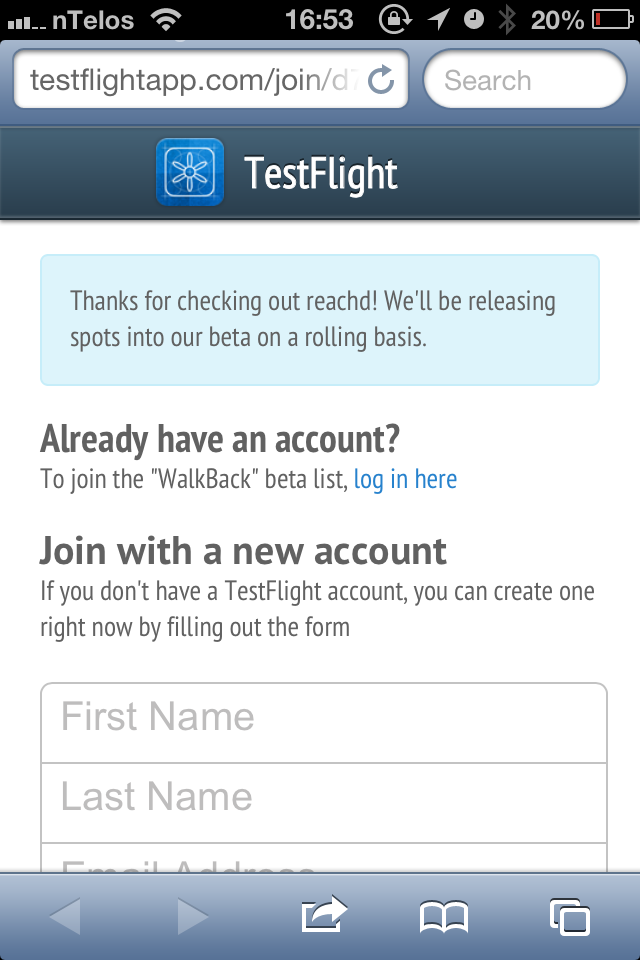 nTelos 16:53 20%
testflightapp.com/join/d7 Search
TestFlight
Thanks for checking out reachd! We'll be releasing
spots into our beta on a rolling basis.
Already have an account?
To join the "WalkBack" beta list, log in here
Join with a new account
If you don't have a TestFlight account, you can create one
right now by filling out the form
First Name
Last Name
Email Address